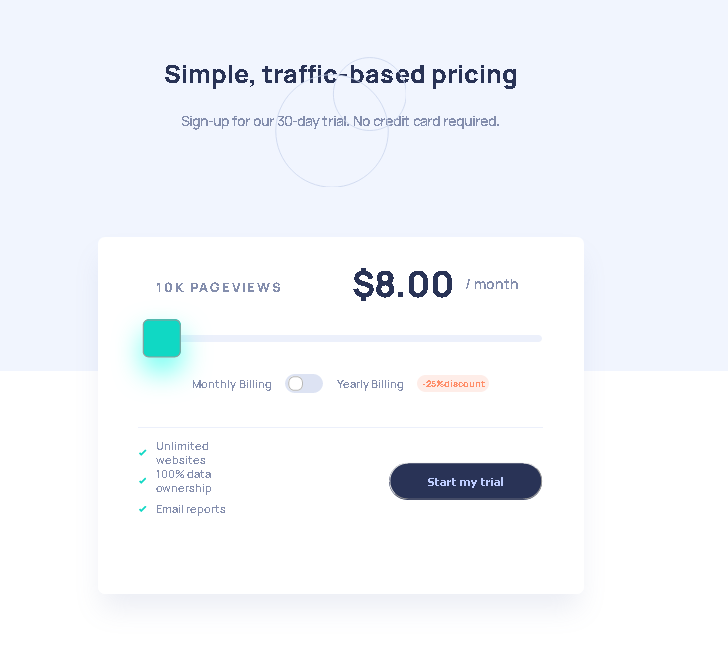 Simple, traffic-based pricing
Sign-up for our 30-day trial. No credit card required.
10K PAGEVIEWS
$8.00 / month
Monthly Billing
Yearly Billing
-25%discount
Unlimited
websites
100% data
ownership
Email reports
Start my trial